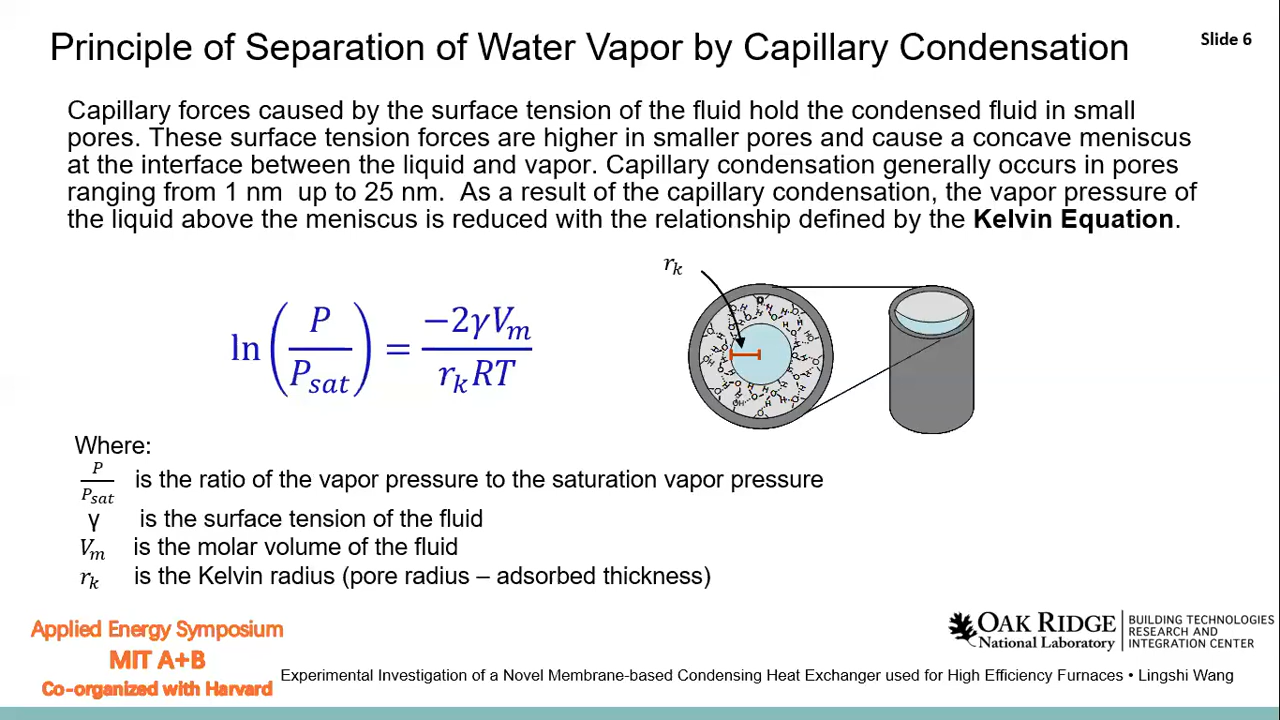 Principle of Separation of Water Vapor by Capillary Condensation
Slide 6
Capillary forces caused by the surface tension of the fluid hold the condensed fluid in small
pores. These surface tension forces are higher in smaller pores and cause a concave meniscus
at the interface between the liquid and vapor. Capillary condensation generally occurs in pores
ranging from 1 nm up to 25 nm. As a result of the capillary condensation, the vapor pressure of
the liquid above the meniscus is reduced with the relationship defined by the Kelvin Equation.
r_k
ln(P/P_sat) = −2γV_m/r_kRT
Where:
P/P_sat is the ratio of the vapor pressure to the saturation vapor pressure
γ is the surface tension of the fluid
V_m is the molar volume of the fluid
r_k is the Kelvin radius (pore radius – adsorbed thickness)
Applied Energy Symposium
MIT A+B
Co-organized with Harvard
OAK RIDGE
National Laboratory
BUILDING TECHNOLOGIES
RESEARCH AND
INTEGRATION CENTER
Experimental Investigation of a Novel Membrane-based Condensing Heat Exchanger used for High Efficiency Furnaces • Lingshi Wang